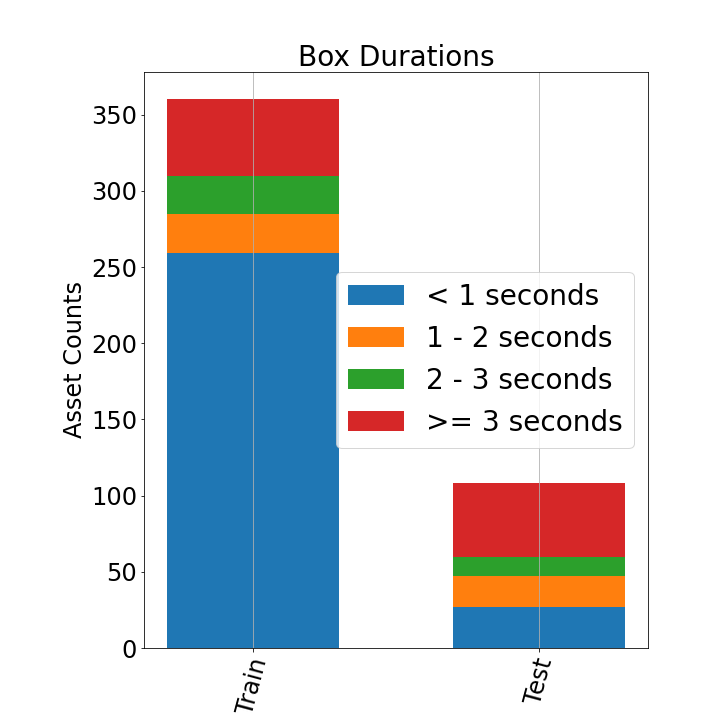 Box Durations
Asset Counts
350
300
250
200
150
100
50
0
< 1 seconds
1 - 2 seconds
2 - 3 seconds
>= 3 seconds
Train
Test